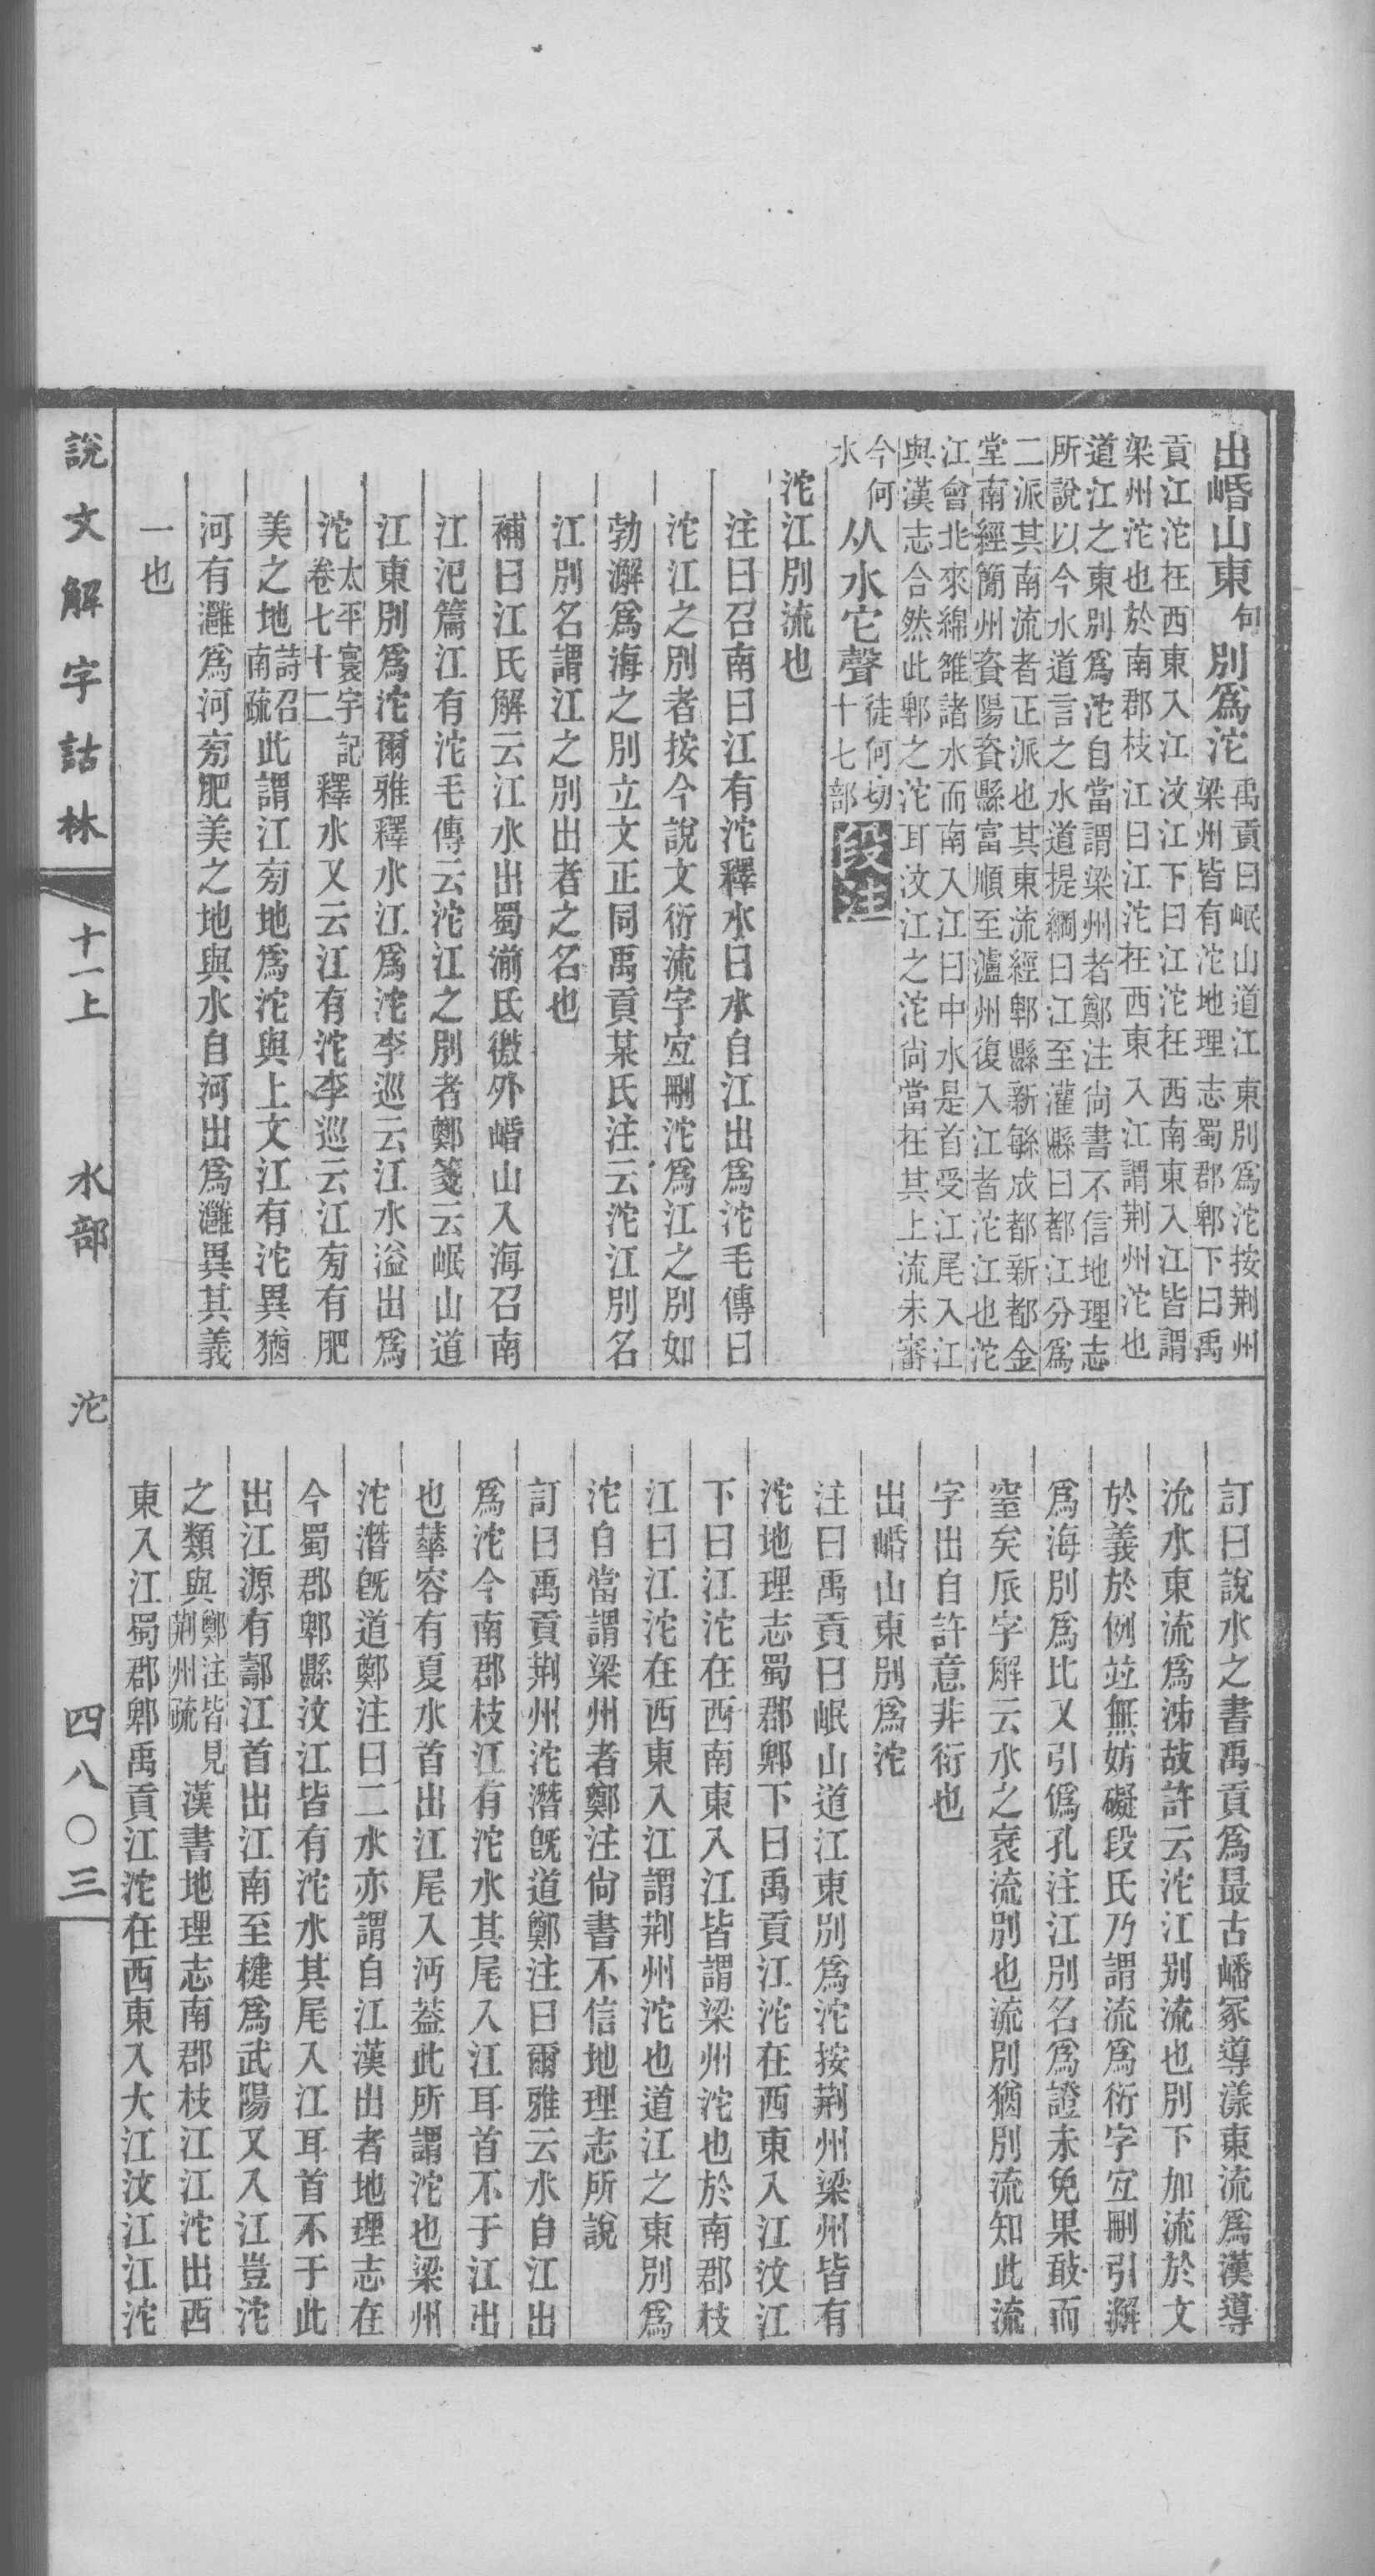 出崏山東句別爲沱禹貢曰岷山道江東別爲沱按荆州
梁州皆有沱地理志蜀郡郫下曰禹
貢江沱在西東入江汶江下曰江沱在西南東入江皆謂
梁州沱也於南郡枝江曰江沱在西東入江謂荆州沱也
道江之東別爲沱自當謂梁州者鄭注尙書不信地理志
所說以今水道言之水道提綱曰江至灌縣曰都江分爲
二派其南流者正派也其東流經郫縣新繁成都新都金
堂南經簡州資陽資縣富順至瀘州復入江者沱江也沱
江會北來綿雒諸水而南入江曰中水是首受江尾入江
與漢志合然此郫之沱耳汶江之沱尙當在其上流未審
今何
水
从水它聲徒何切
十七部
段注
沱江別流也
注曰召南曰江有沱釋水曰水自江出爲沱毛傳曰
沱江之別者按今說文衍流字宐刪沱爲江之別如
勃澥爲海之別立文正同禹貢某氏注云沱江別名
江別名謂江之別出者之名也
補曰江氏解云江水出蜀湔氐徼外崏山入海召南
江汜篇江有沱毛傳云沱江之別者鄭箋云岷山道
江東別爲沱爾雅釋水江爲沱李巡云江水溢出爲
沱太平寰宇記
卷七十二
釋水又云江有沱李巡云江㫄有肥
美之地詩召
南疏
此謂江㫄地爲沱與上文江有沱異猶
河有灉爲河㫄肥美之地與水自河出爲灉異其義
一也
訂曰說水之書禹貢爲最古嶓冢導漾東流爲漢導
沇水東流爲泲故許云沱江別流也別下加流於文
於義於例竝無妨礙段氏乃謂流爲衍字宐刪引澥
爲海別爲比又引僞孔注江別名爲證未免果敢而
窒矣𠂢字解云水之衺流別也流別猶別流知此流
字出自許意非衍也
出崏山東別爲沱
注曰禹貢曰岷山道江東別爲沱按荆州梁州皆有
沱地理志蜀郡郫下曰禹貢江沱在西東入江汶江
下曰江沱在西南東入江皆謂梁州沱也於南郡枝
江曰江沱在西東入江謂荆州沱也道江之東別爲
沱自當謂梁州者鄭注尙書不信地理志所說
訂曰禹貢荆州沱潛旣道鄭注曰爾雅云水自江出
爲沱今南郡枝江有沱水其尾入江耳首不于江出
也華容有夏水首出江尾入沔葢此所謂沱也梁州
沱潛旣道鄭注曰二水亦謂自江漢出者地理志在
今蜀郡郫縣汶江皆有沱水其尾入江耳首不于此
出江源有䣝江首出江南至楗爲武陽又入江豈沱
之類與鄭注皆見
荆州疏
漢書地理志南郡枝江江沱出西
東入江蜀郡郫禹貢江沱在西東入大江汶江江沱
說文解字詁林
十一上
水部
沱
四八〇三